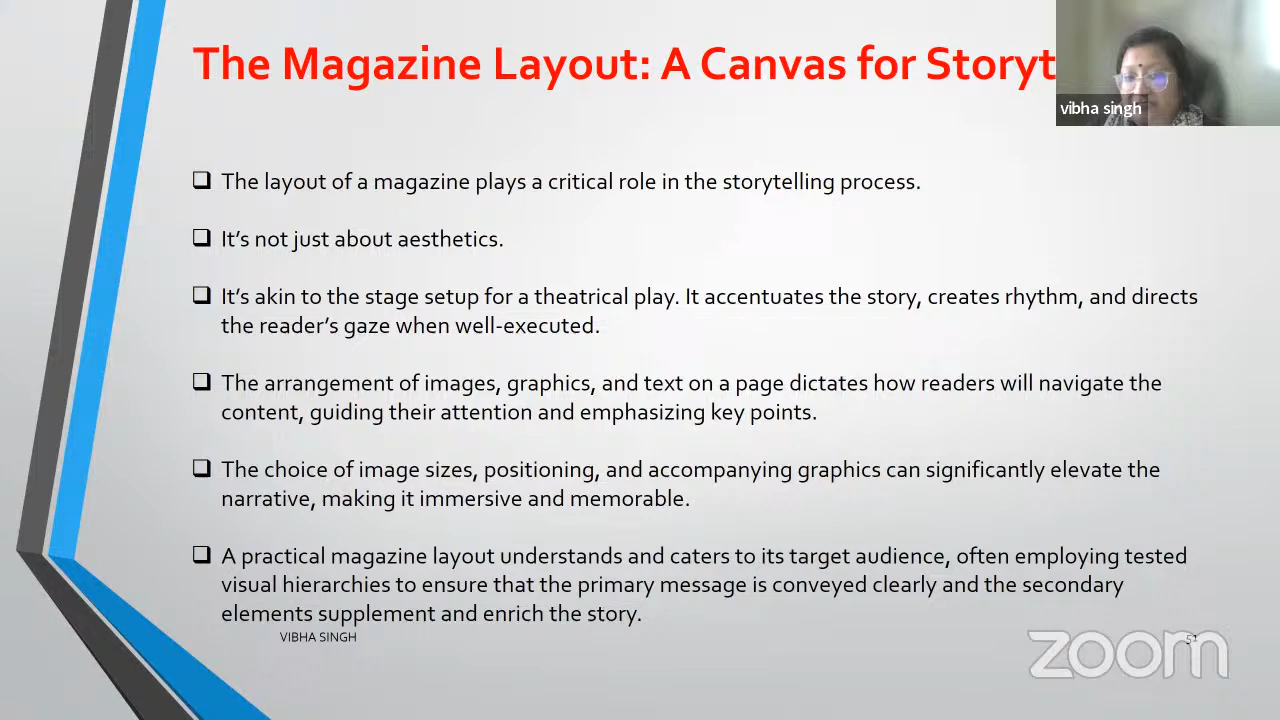 The Magazine Layout: A Canvas for Storyt
vibha singh
❑ The layout of a magazine plays a critical role in the storytelling process.
❑ It’s not just about aesthetics.
❑ It’s akin to the stage setup for a theatrical play. It accentuates the story, creates rhythm, and directs
the reader’s gaze when well-executed.
❑ The arrangement of images, graphics, and text on a page dictates how readers will navigate the
content, guiding their attention and emphasizing key points.
❑ The choice of image sizes, positioning, and accompanying graphics can significantly elevate the
narrative, making it immersive and memorable.
❑ A practical magazine layout understands and caters to its target audience, often employing tested
visual hierarchies to ensure that the primary message is conveyed clearly and the secondary
elements supplement and enrich the story.
VIBHA SINGH
zoom